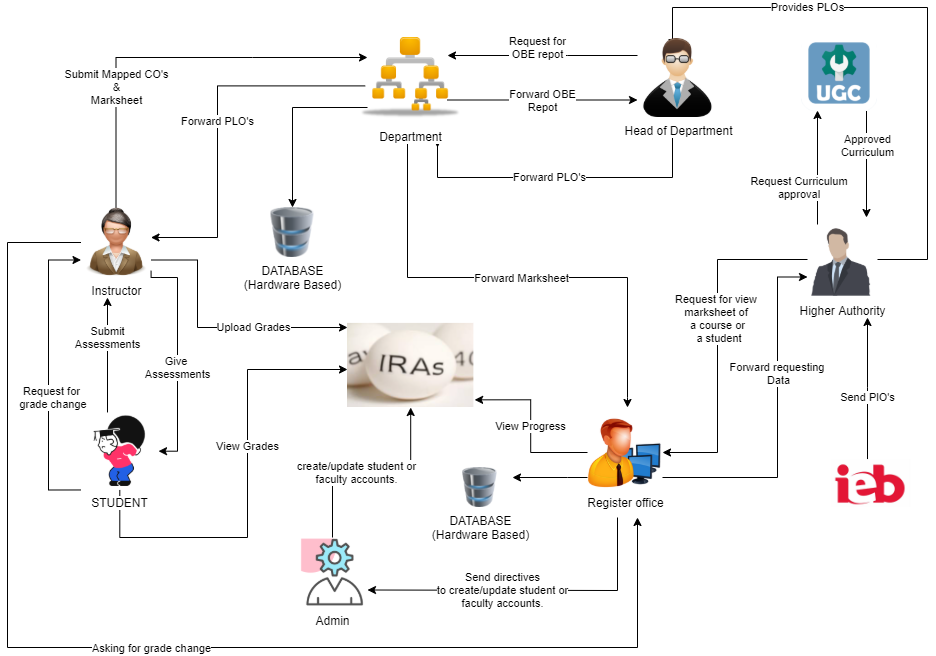 Provides PLOs
Request for
OBE repot
Submit Mapped CO's
&
Marksheet
UGC
Forward OBE
Repot
Forward PLO's
Department
Head of Department
Approved
Curriculum
Forward PLO's
Request Curriculum
approval
DATABASE
(Hardware Based)
Forward Marksheet
Instructor
Request for view
marksheet of
a course or
a student
Higher Authority
Upload Grades
Submit
Assessments
IRAs
40
Give
Assessments
Forward requesting
Data
Request for
grade change
Send PIO's
View Progress
View Grades
create/update student or
faculty accounts.
ieb
STUDENT
Register office
DATABASE
(Hardware Based)
Send directives
to create/update student or
faculty accounts.
Admin
Asking for grade change